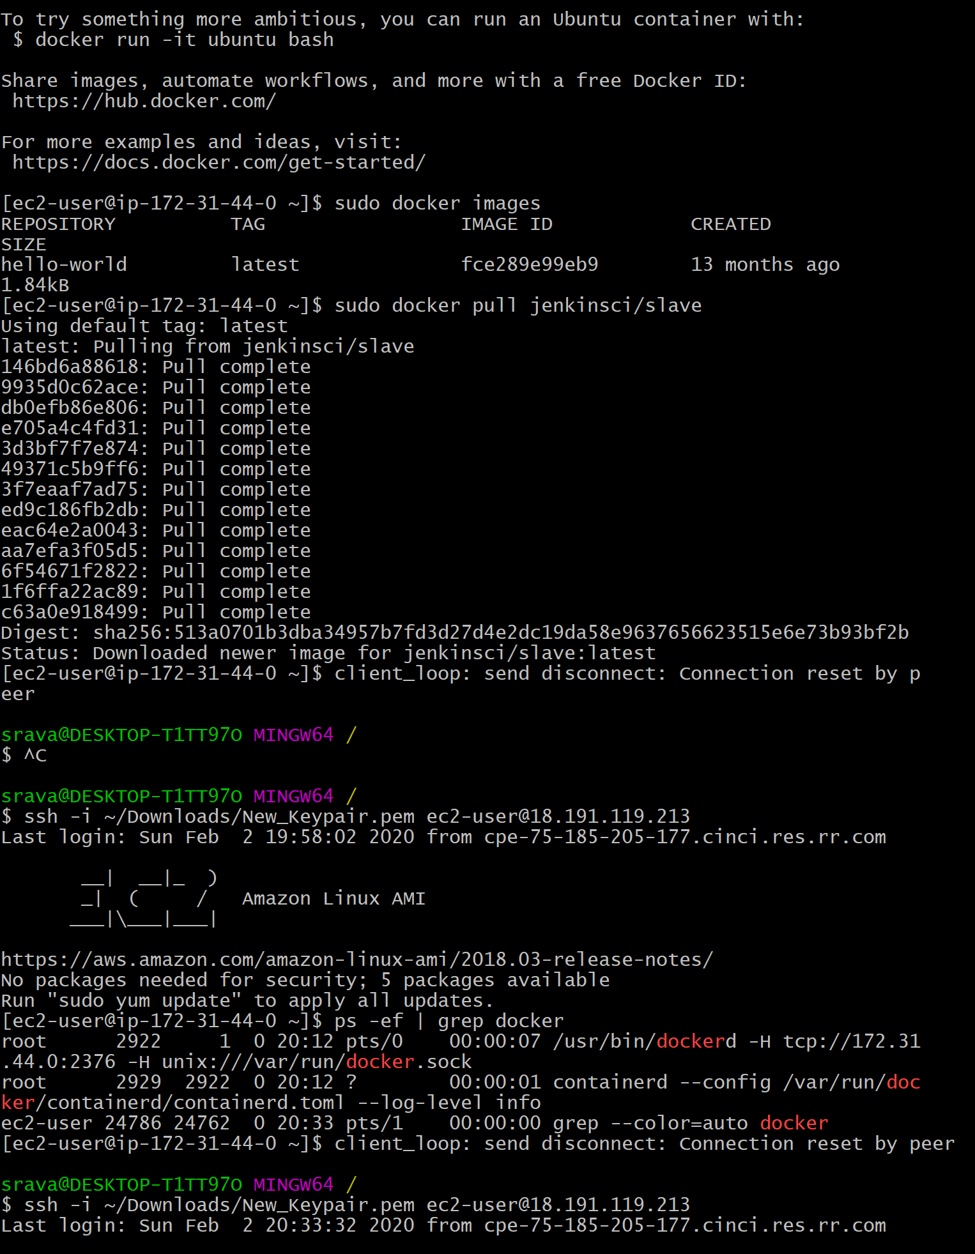 To try something more ambitious, you can run an Ubuntu container with:
 $ docker run -it ubuntu bash
Share images, automate workflows, and more with a free Docker ID:
 https://hub.docker.com/
For more examples and ideas, visit:
 https://docs.docker.com/get-started/
[ec2-user@ip-172-31-44-0 ~]$ sudo docker images
REPOSITORY          TAG                 IMAGE ID            CREATED
SIZE
hello-world         latest              fce289e99eb9        13 months ago
1.84kB
[ec2-user@ip-172-31-44-0 ~]$ sudo docker pull jenkinsci/slave
Using default tag: latest
latest: Pulling from jenkinsci/slave
146bd6a88618: Pull complete
9935d0c62ace: Pull complete
db0efb86e806: Pull complete
e705a4c4fd31: Pull complete
3d3bf7f7e874: Pull complete
49371c5b9ff6: Pull complete
3f7eaaf7ad75: Pull complete
ed9c186fb2db: Pull complete
eac64e2a0043: Pull complete
aa7efa3f05d5: Pull complete
6f54671f2822: Pull complete
1f6ffa22ac89: Pull complete
c63a0e918499: Pull complete
Digest: sha256:513a0701b3dba34957b7fd3d27d4e2dc19da58e9637656623515e6e73b93bf2b
Status: Downloaded newer image for jenkinsci/slave:latest
[ec2-user@ip-172-31-44-0 ~]$ client_loop: send disconnect: Connection reset by p
eer
srava@DESKTOP-T1TT97O MINGW64 /
$ ^C
srava@DESKTOP-T1TT97O MINGW64 /
$ ssh -i ~/Downloads/New_Keypair.pem ec2-user@18.191.119.213
Last login: Sun Feb  2 19:58:02 2020 from cpe-75-185-205-177.cinci.res.rr.com
       __|  __|_  )
       _|  (     /   Amazon Linux AMI
      ___|\___|___|
https://aws.amazon.com/amazon-linux-ami/2018.03-release-notes/
No packages needed for security; 5 packages available
Run "sudo yum update" to apply all updates.
[ec2-user@ip-172-31-44-0 ~]$ ps -ef | grep docker
root      2922     1  0 20:12 pts/0    00:00:07 /usr/bin/dockerd -H tcp://172.31
.44.0:2376 -H unix:///var/run/docker.sock
root      2929  2922  0 20:12 ?        00:00:01 containerd --config /var/run/doc
ker/containerd/containerd.toml --log-level info
ec2-user 24786 24762  0 20:33 pts/1    00:00:00 grep --color=auto docker
[ec2-user@ip-172-31-44-0 ~]$ client_loop: send disconnect: Connection reset by peer
srava@DESKTOP-T1TT97O MINGW64 /
$ ssh -i ~/Downloads/New_Keypair.pem ec2-user@18.191.119.213
Last login: Sun Feb  2 20:33:32 2020 from cpe-75-185-205-177.cinci.res.rr.com